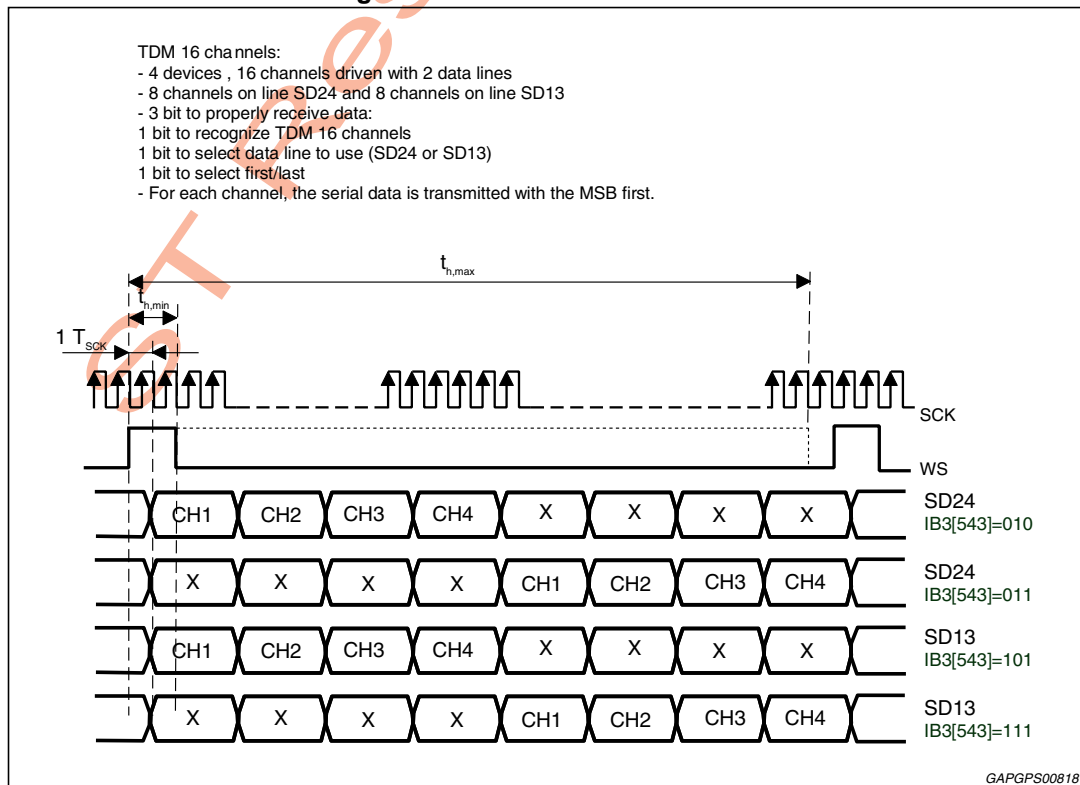 TDM 16 channels:
- 4 devices , 16 channels driven with 2 data lines
- 8 channels on line SD24 and 8 channels on line SD13
- 3 bit to properly receive data:
1 bit to recognize TDM 16 channels
1 bit to select data line to use (SD24 or SD13)
1 bit to select first/last
- For each channel, the serial data is transmitted with the MSB first.
th,max
th,min
1 TSCK
SCK
WS
CH1 CH2 CH3 CH4 X X X X SD24
IB3[543]=010
X X X X CH1 CH2 CH3 CH4 SD24
IB3[543]=011
CH1 CH2 CH3 CH4 X X X X SD13
IB3[543]=101
X X X X CH1 CH2 CH3 CH4 SD13
IB3[543]=111
GAPGPS00818
ST Res